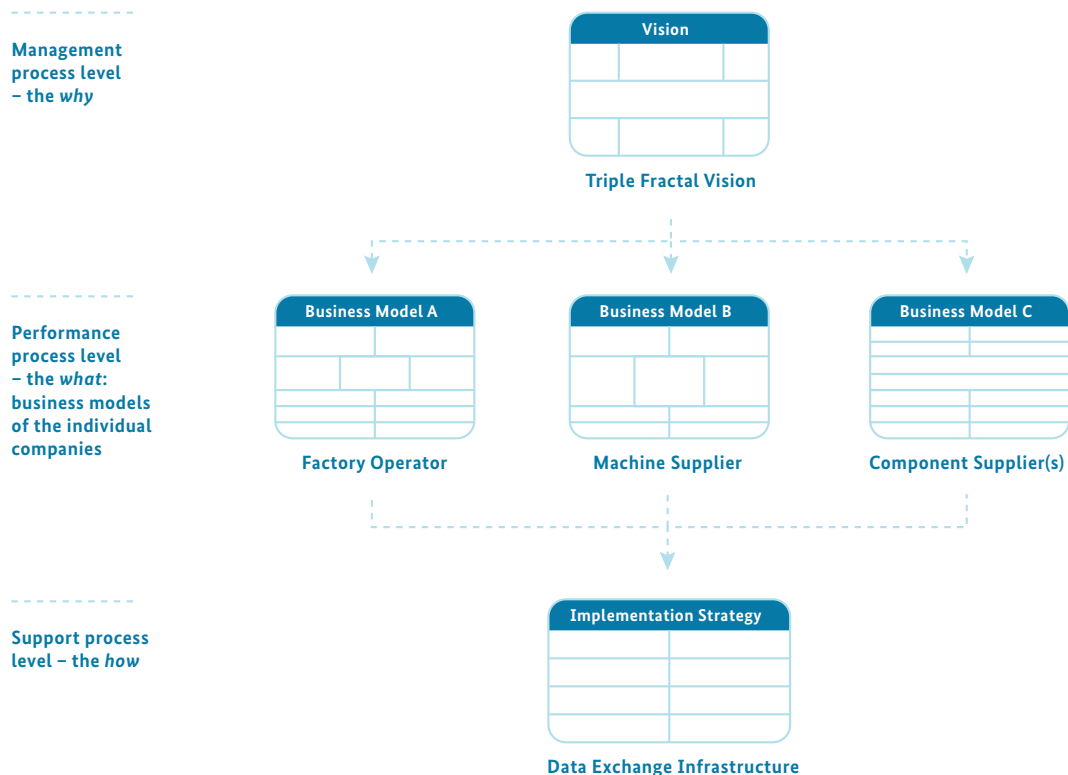 Vision
Management
process level
– the why
Triple Fractal Vision
Business Model A
Business Model B
Business Model C
Performance
process level
– the what:
business models
of the individual
companies
Factory Operator
Machine Supplier
Component Supplier(s)
Implementation Strategy
Support process
level – the how
Data Exchange Infrastructure